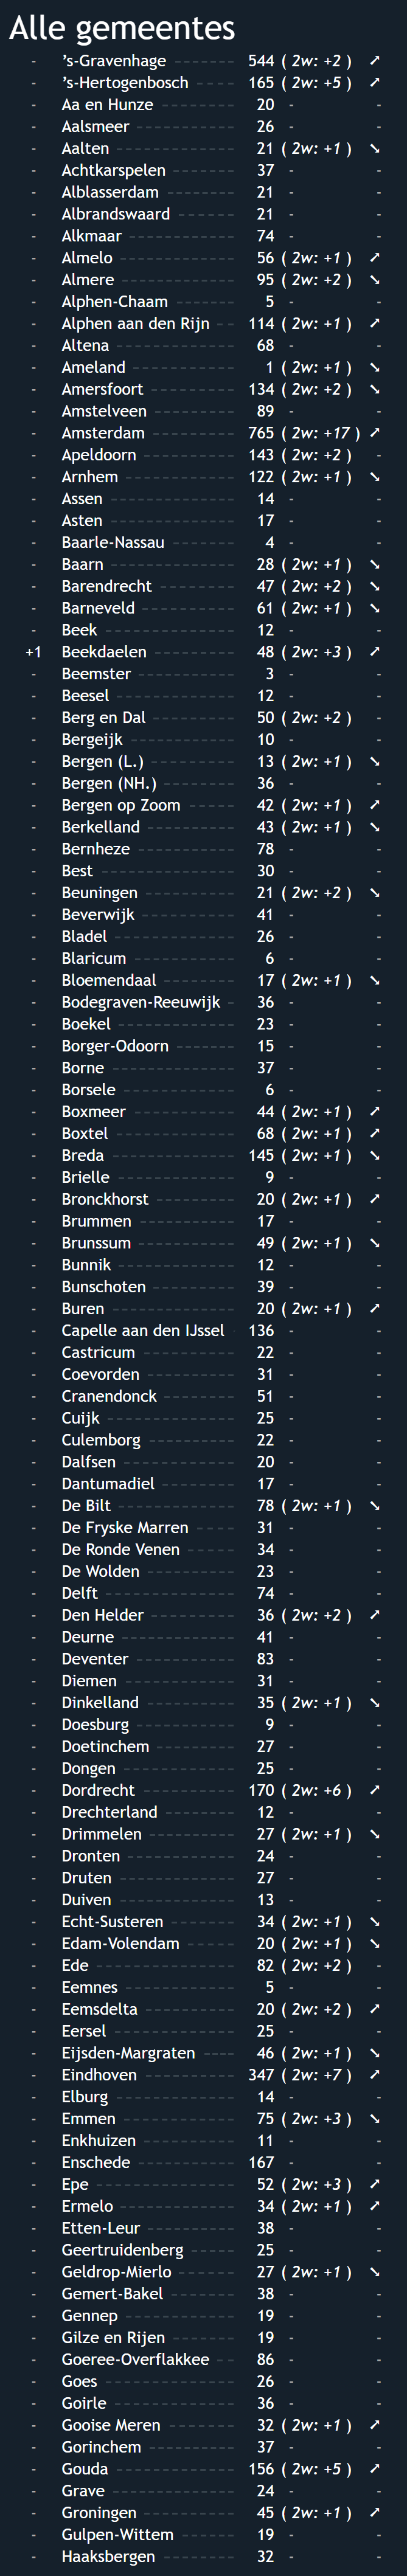 Alle gemeentes
- ’s-Gravenhage 544 ( 2w: +2 ) ➚
- ’s-Hertogenbosch 165 ( 2w: +5 ) ➚
- Aa en Hunze 20 - -
- Aalsmeer 26 - -
- Aalten 21 ( 2w: +1 ) ➘
- Achtkarspelen 37 - -
- Alblasserdam 21 - -
- Albrandswaard 21 - -
- Alkmaar 74 - -
- Almelo 56 ( 2w: +1 ) ➚
- Almere 95 ( 2w: +2 ) ➘
- Alphen-Chaam 5 - -
- Alphen aan den Rijn 114 ( 2w: +1 ) ➚
- Altena 68 - -
- Ameland 1 ( 2w: +1 ) ➘
- Amersfoort 134 ( 2w: +2 ) ➘
- Amstelveen 89 - -
- Amsterdam 765 ( 2w: +17 ) ➚
- Apeldoorn 143 ( 2w: +2 ) -
- Arnhem 122 ( 2w: +1 ) ➘
- Assen 14 - -
- Asten 17 - -
- Baarle-Nassau 4 - -
- Baarn 28 ( 2w: +1 ) ➘
- Barendrecht 47 ( 2w: +2 ) ➘
- Barneveld 61 ( 2w: +1 ) ➘
- Beek 12 - -
+1 Beekdaelen 48 ( 2w: +3 ) ➚
- Beemster 3 - -
- Beesel 12 - -
- Berg en Dal 50 ( 2w: +2 ) -
- Bergeijk 10 - -
- Bergen (L.) 13 ( 2w: +1 ) ➘
- Bergen (NH.) 36 - -
- Bergen op Zoom 42 ( 2w: +1 ) ➚
- Berkelland 43 ( 2w: +1 ) ➘
- Bernheze 78 - -
- Best 30 - -
- Beuningen 21 ( 2w: +2 ) ➘
- Beverwijk 41 - -
- Bladel 26 - -
- Blaricum 6 - -
- Bloemendaal 17 ( 2w: +1 ) ➘
- Bodegraven-Reeuwijk 36 - -
- Boekel 23 - -
- Borger-Odoorn 15 - -
- Borne 37 - -
- Borsele 6 - -
- Boxmeer 44 ( 2w: +1 ) ➚
- Boxtel 68 ( 2w: +1 ) ➚
- Breda 145 ( 2w: +1 ) ➘
- Brielle 9 - -
- Bronckhorst 20 ( 2w: +1 ) ➚
- Brummen 17 - -
- Brunssum 49 ( 2w: +1 ) ➘
- Bunnik 12 - -
- Bunschoten 39 - -
- Buren 20 ( 2w: +1 ) ➚
- Capelle aan den IJssel 136 - -
- Castricum 22 - -
- Coevorden 31 - -
- Cranendonck 51 - -
- Cuijk 25 - -
- Culemborg 22 - -
- Dalfsen 20 - -
- Dantumadiel 17 - -
- De Bilt 78 ( 2w: +1 ) ➘
- De Fryske Marren 31 - -
- De Ronde Venen 34 - -
- De Wolden 23 - -
- Delft 74 - -
- Den Helder 36 ( 2w: +2 ) ➚
- Deurne 41 - -
- Deventer 83 - -
- Diemen 31 - -
- Dinkelland 35 ( 2w: +1 ) ➘
- Doesburg 9 - -
- Doetinchem 27 - -
- Dongen 25 - -
- Dordrecht 170 ( 2w: +6 ) ➚
- Drechterland 12 - -
- Drimmelen 27 ( 2w: +1 ) ➘
- Dronten 24 - -
- Druten 27 - -
- Duiven 13 - -
- Echt-Susteren 34 ( 2w: +1 ) ➘
- Edam-Volendam 20 ( 2w: +1 ) ➘
- Ede 82 ( 2w: +2 ) -
- Eemnes 5 - -
- Eemsdelta 20 ( 2w: +2 ) ➚
- Eersel 25 - -
- Eijsden-Margraten 46 ( 2w: +1 ) ➘
- Eindhoven 347 ( 2w: +7 ) ➚
- Elburg 14 - -
- Emmen 75 ( 2w: +3 ) ➘
- Enkhuizen 11 - -
- Enschede 167 - -
- Epe 52 ( 2w: +3 ) ➚
- Ermelo 34 ( 2w: +1 ) ➚
- Etten-Leur 38 - -
- Geertruidenberg 25 - -
- Geldrop-Mierlo 27 ( 2w: +1 ) ➘
- Gemert-Bakel 38 - -
- Gennep 19 - -
- Gilze en Rijen 19 - -
- Goeree-Overflakkee 86 - -
- Goes 26 - -
- Goirle 36 - -
- Gooise Meren 32 ( 2w: +1 ) ➚
- Gorinchem 37 - -
- Gouda 156 ( 2w: +5 ) ➚
- Grave 24 - -
- Groningen 45 ( 2w: +1 ) ➚
- Gulpen-Wittem 19 - -
- Haaksbergen 32 - -